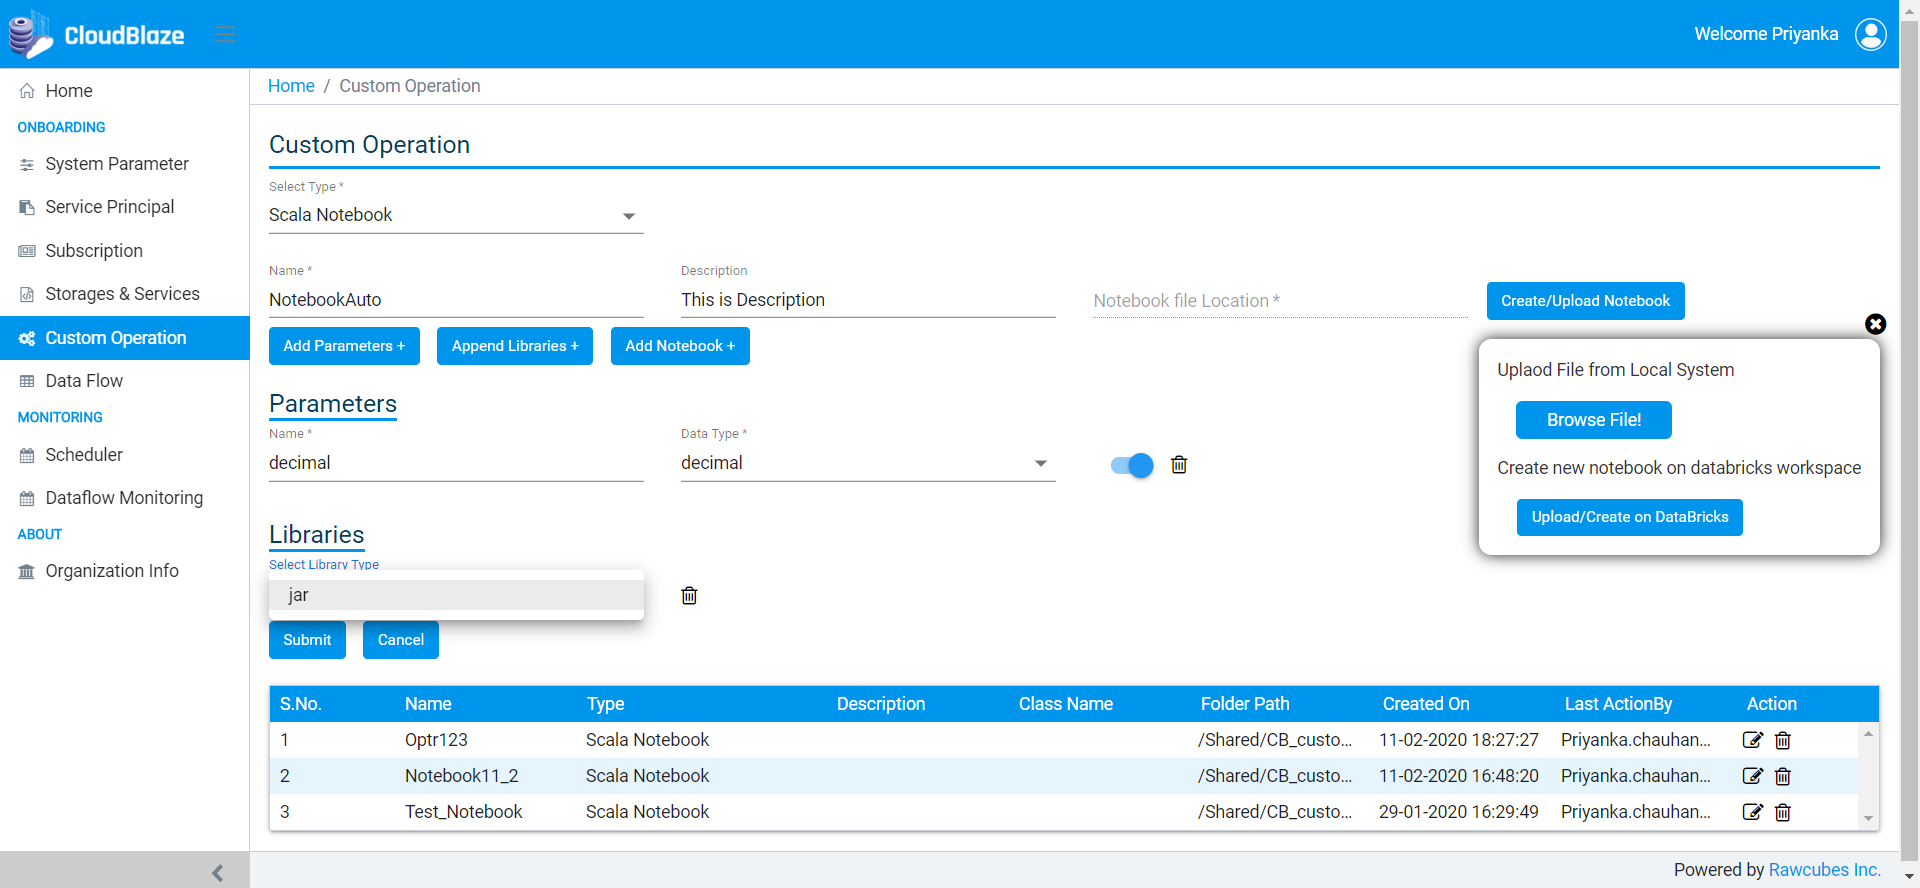 CloudBlaze
Welcome Priyanka
Home
ONBOARDING
System Parameter
Service Principal
Subscription
Storages & Services
Custom Operation
Data Flow
MONITORING
Scheduler
Dataflow Monitoring
ABOUT
Organization Info
Home / Custom Operation
Custom Operation
Select Type *
Scala Notebook
Name * Description
NotebookAuto This is Description Notebook file Location * Create/Upload Notebook
Add Parameters + Append Libraries + Add Notebook +
Uplaod File from Local System
Browse File!
Create new notebook on databricks workspace
Upload/Create on DataBricks
Parameters
Name * Data Type *
decimal decimal
Libraries
Select Library Type
jar
Submit Cancel
S.No. Name Type Description Class Name Folder Path Created On Last ActionBy Action
1 Optr123 Scala Notebook /Shared/CB_custo... 11-02-2020 18:27:27 Priyanka.chauhan...
2 Notebook11_2 Scala Notebook /Shared/CB_custo... 11-02-2020 16:48:20 Priyanka.chauhan...
3 Test_Notebook Scala Notebook /Shared/CB_custo... 29-01-2020 16:29:49 Priyanka.chauhan...
Powered by Rawcubes Inc.